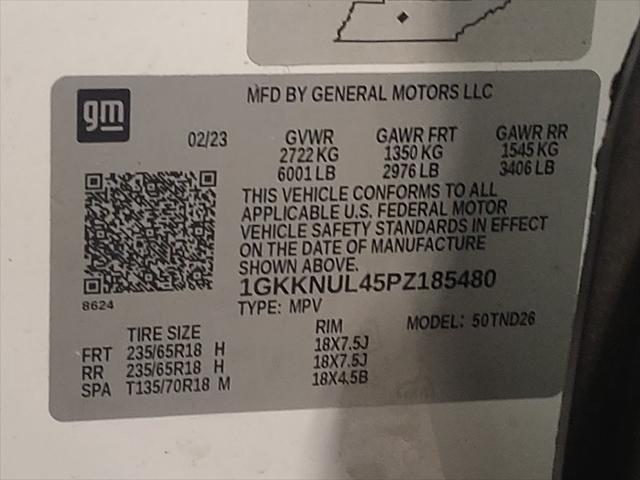 gm
MFD BY GENERAL MOTORS LLC
02/23 GVWR GAWR FRT GAWR RR
2722 KG 1350 KG 1545 KG
6001 LB 2976 LB 3406 LB
THIS VEHICLE CONFORMS TO ALL
APPLICABLE U.S. FEDERAL MOTOR
VEHICLE SAFETY STANDARDS IN EFFECT
ON THE DATE OF MANUFACTURE
SHOWN ABOVE.
1GKKNUL45PZ185480
8624
TYPE: MPV
MODEL: 50TND26
TIRE SIZE RIM
FRT 235/65R18 H 18X7.5J
RR 235/65R18 H 18X7.5J
SPA T135/70R18 M 18X4.5B